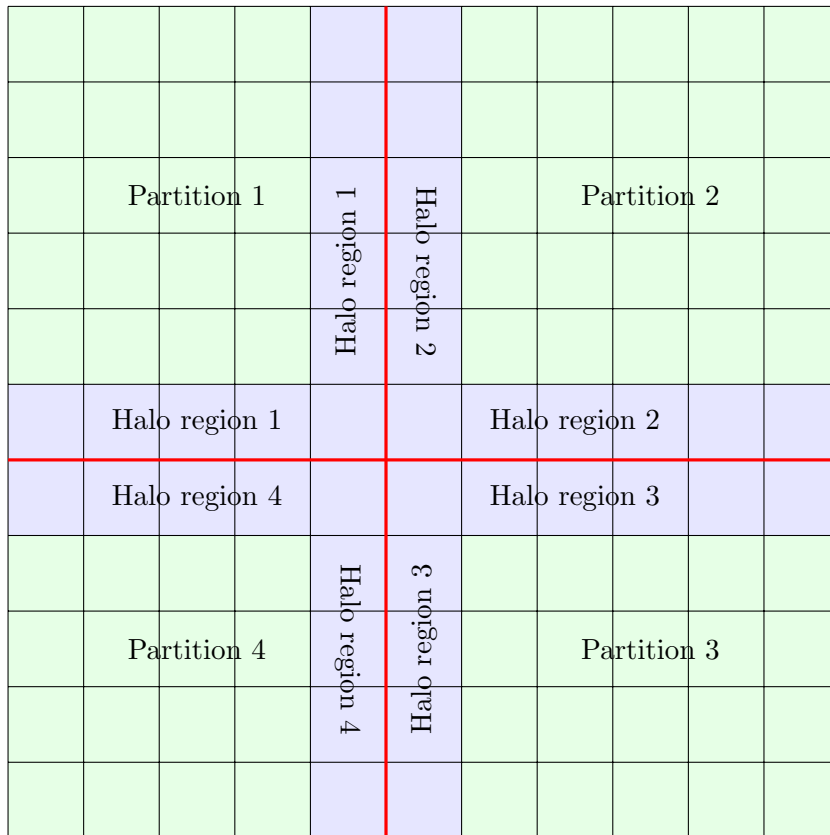 Partition 1
Partition 2
Halo region 1
Halo region 2
Halo region 1
Halo region 2
Halo region 4
Halo region 3
Halo region 4
Halo region 3
Partition 4
Partition 3